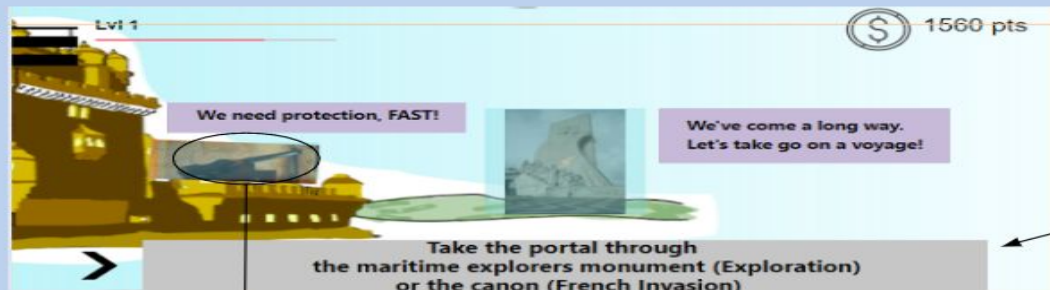 Lvl 1
1560 pts
We need protection, FAST!
We've come a long way.
Let's take go on a voyage!
Take the portal through
the maritime explorers monument (Exploration)
or the canon (French Invasion)